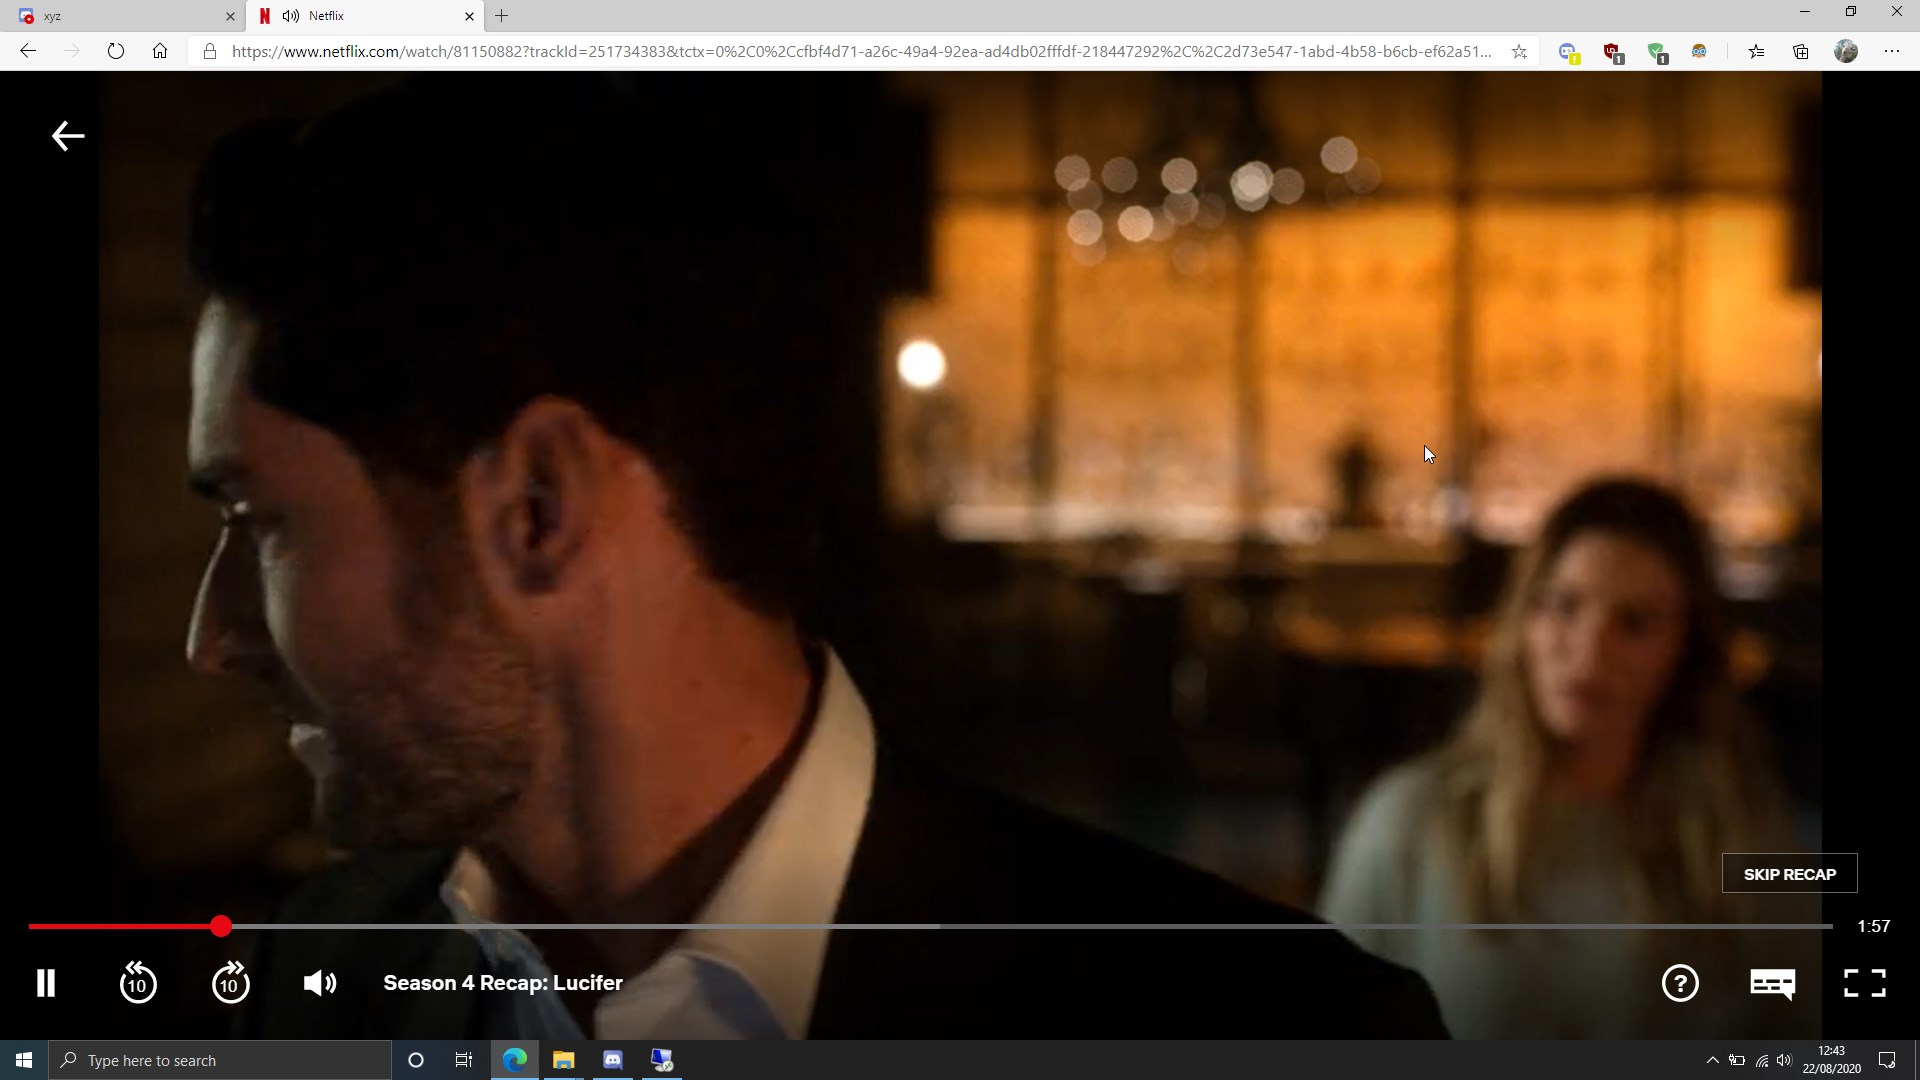 xyz
Netflix
https://www.netflix.com/watch/81150882?trackId=251734383&tctx=0%2C0%2Ccfbf4d71-a26c-49a4-92ea-ad4db02fffdf-218447292%2C%2C2d73e547-1abd-4b58-b6cb-ef62a51...
1
1
SKIP RECAP
1:57
10
10
Season 4 Recap: Lucifer
?
Type here to search
12:43
22/08/2020